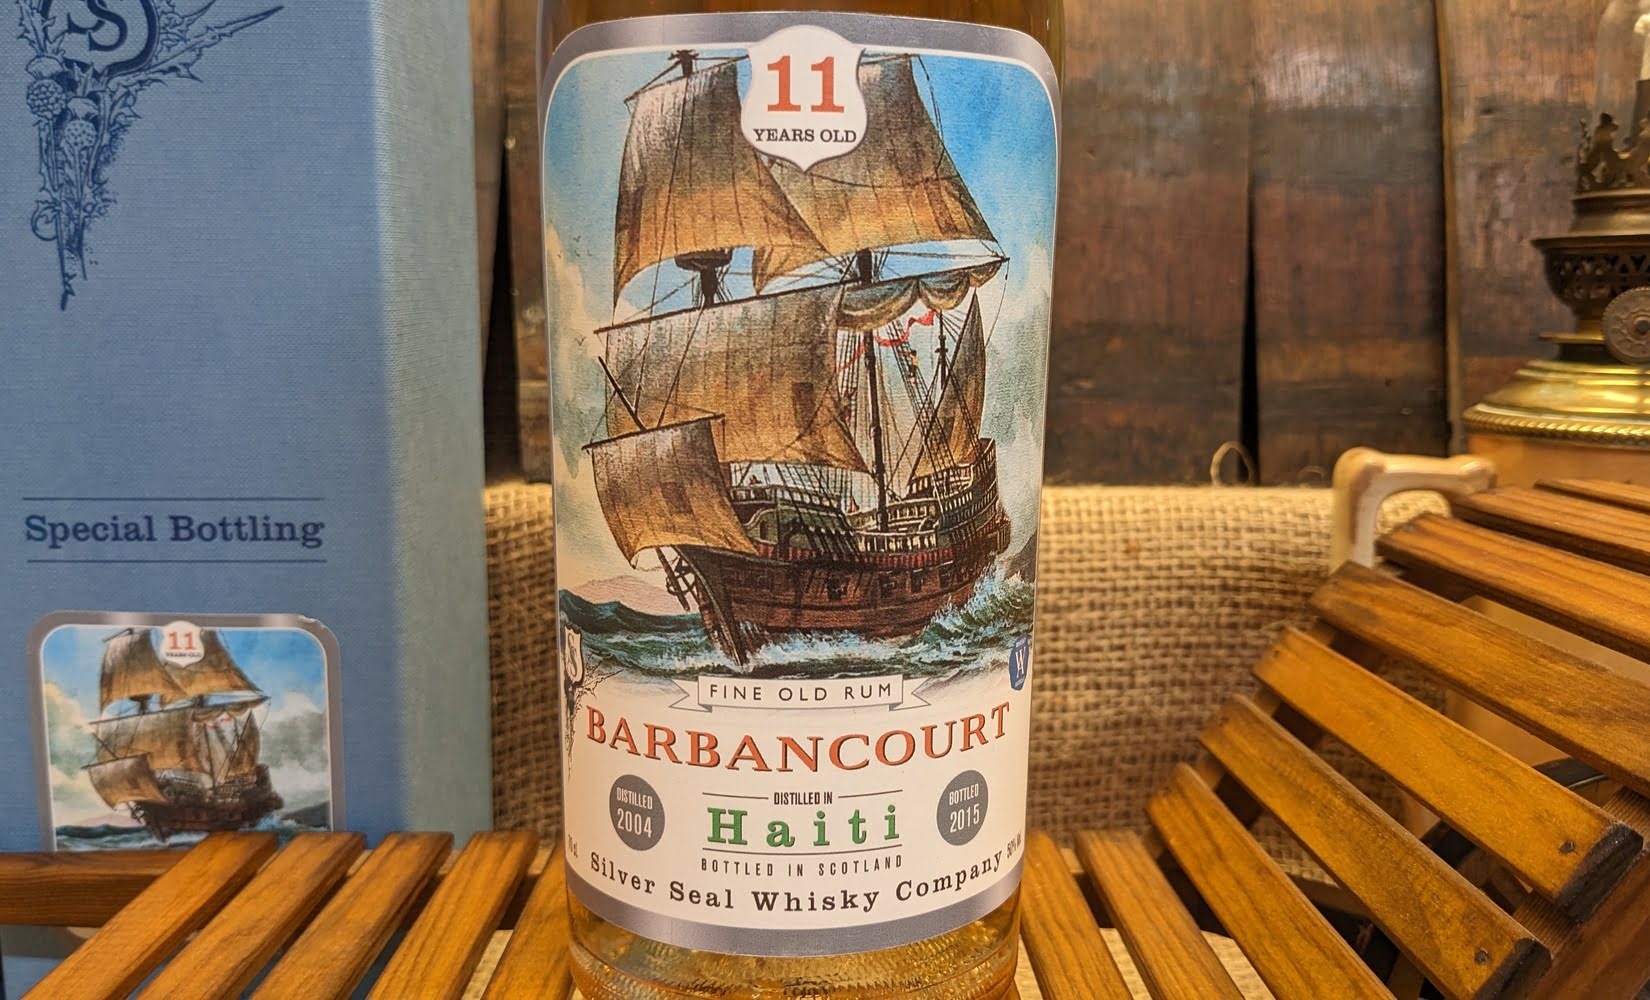 Special Bottling
11
YEARS OLD
11
YEARS OLD
FINE OLD RUM
BARBANCOURT
DISTILLED
2004
DISTILLED IN
Haiti
BOTTLED
2015
BOTTLED IN SCOTLAND
Silver Seal Whisky Company